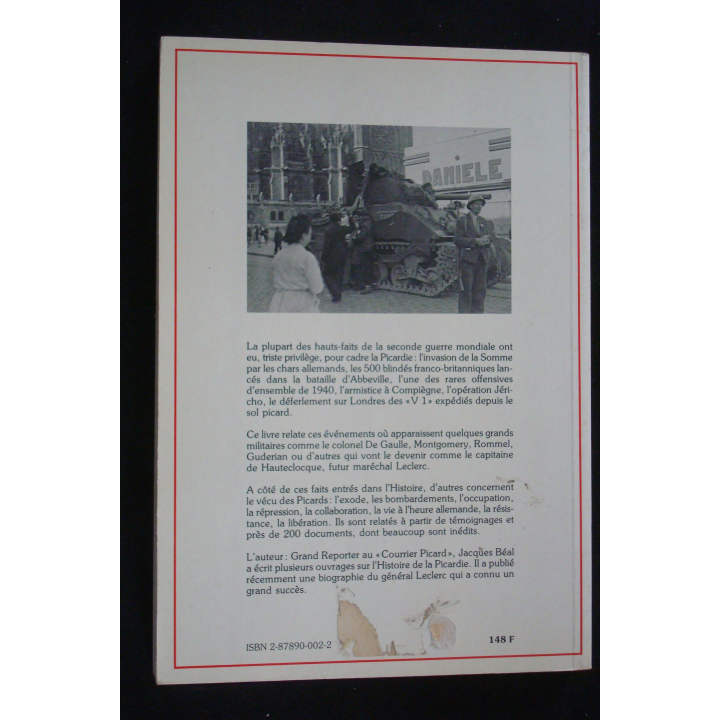 DANIELE
La plupart des hauts-faits de la seconde guerre mondiale ont
eu, triste privilège, pour cadre la Picardie : l'invasion de la Somme
par les chars allemands, les 500 blindés franco-britanniques lan-
cés dans la bataille d'Abbeville, l'une des rares offensives
d'ensemble de 1940, l'armistice à Compiègne, l'opération Jéri-
cho, le déferlement sur Londres des « V 1 » expédiés depuis le
sol picard.
Ce livre relate ces événements où apparaissent quelques grands
militaires comme le colonel De Gaulle, Montgomery, Rommel,
Guderian ou d'autres qui vont le devenir comme le capitaine
de Hauteclocque, futur maréchal Leclerc.
A côté de ces faits entrés dans l'Histoire, d'autres concernent
le vécu des Picards : l'exode, les bombardements, l'occupation,
la répression, la collaboration, la vie à l'heure allemande, la résis-
tance, la libération. Ils sont relatés à partir de témoignages et
près de 200 documents, dont beaucoup sont inédits.
L'auteur : Grand Reporter au « Courrier Picard », Jacques Béal
a écrit plusieurs ouvrages sur l'Histoire de la Picardie. Il a publié
récemment une biographie du général Leclerc qui a connu un
grand succès.
ISBN 2-87890-002-2
148 F